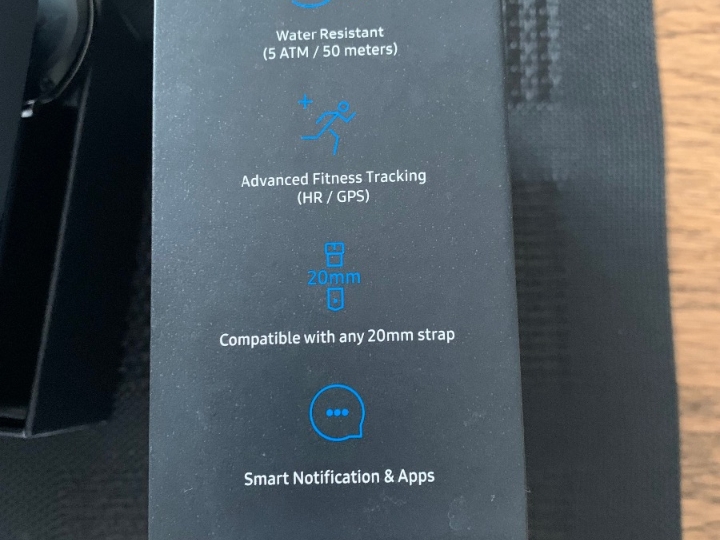 Water Resistant
(5 ATM / 50 meters)
Advanced Fitness Tracking
(HR / GPS)
20mm
Compatible with any 20mm strap
Smart Notification & Apps